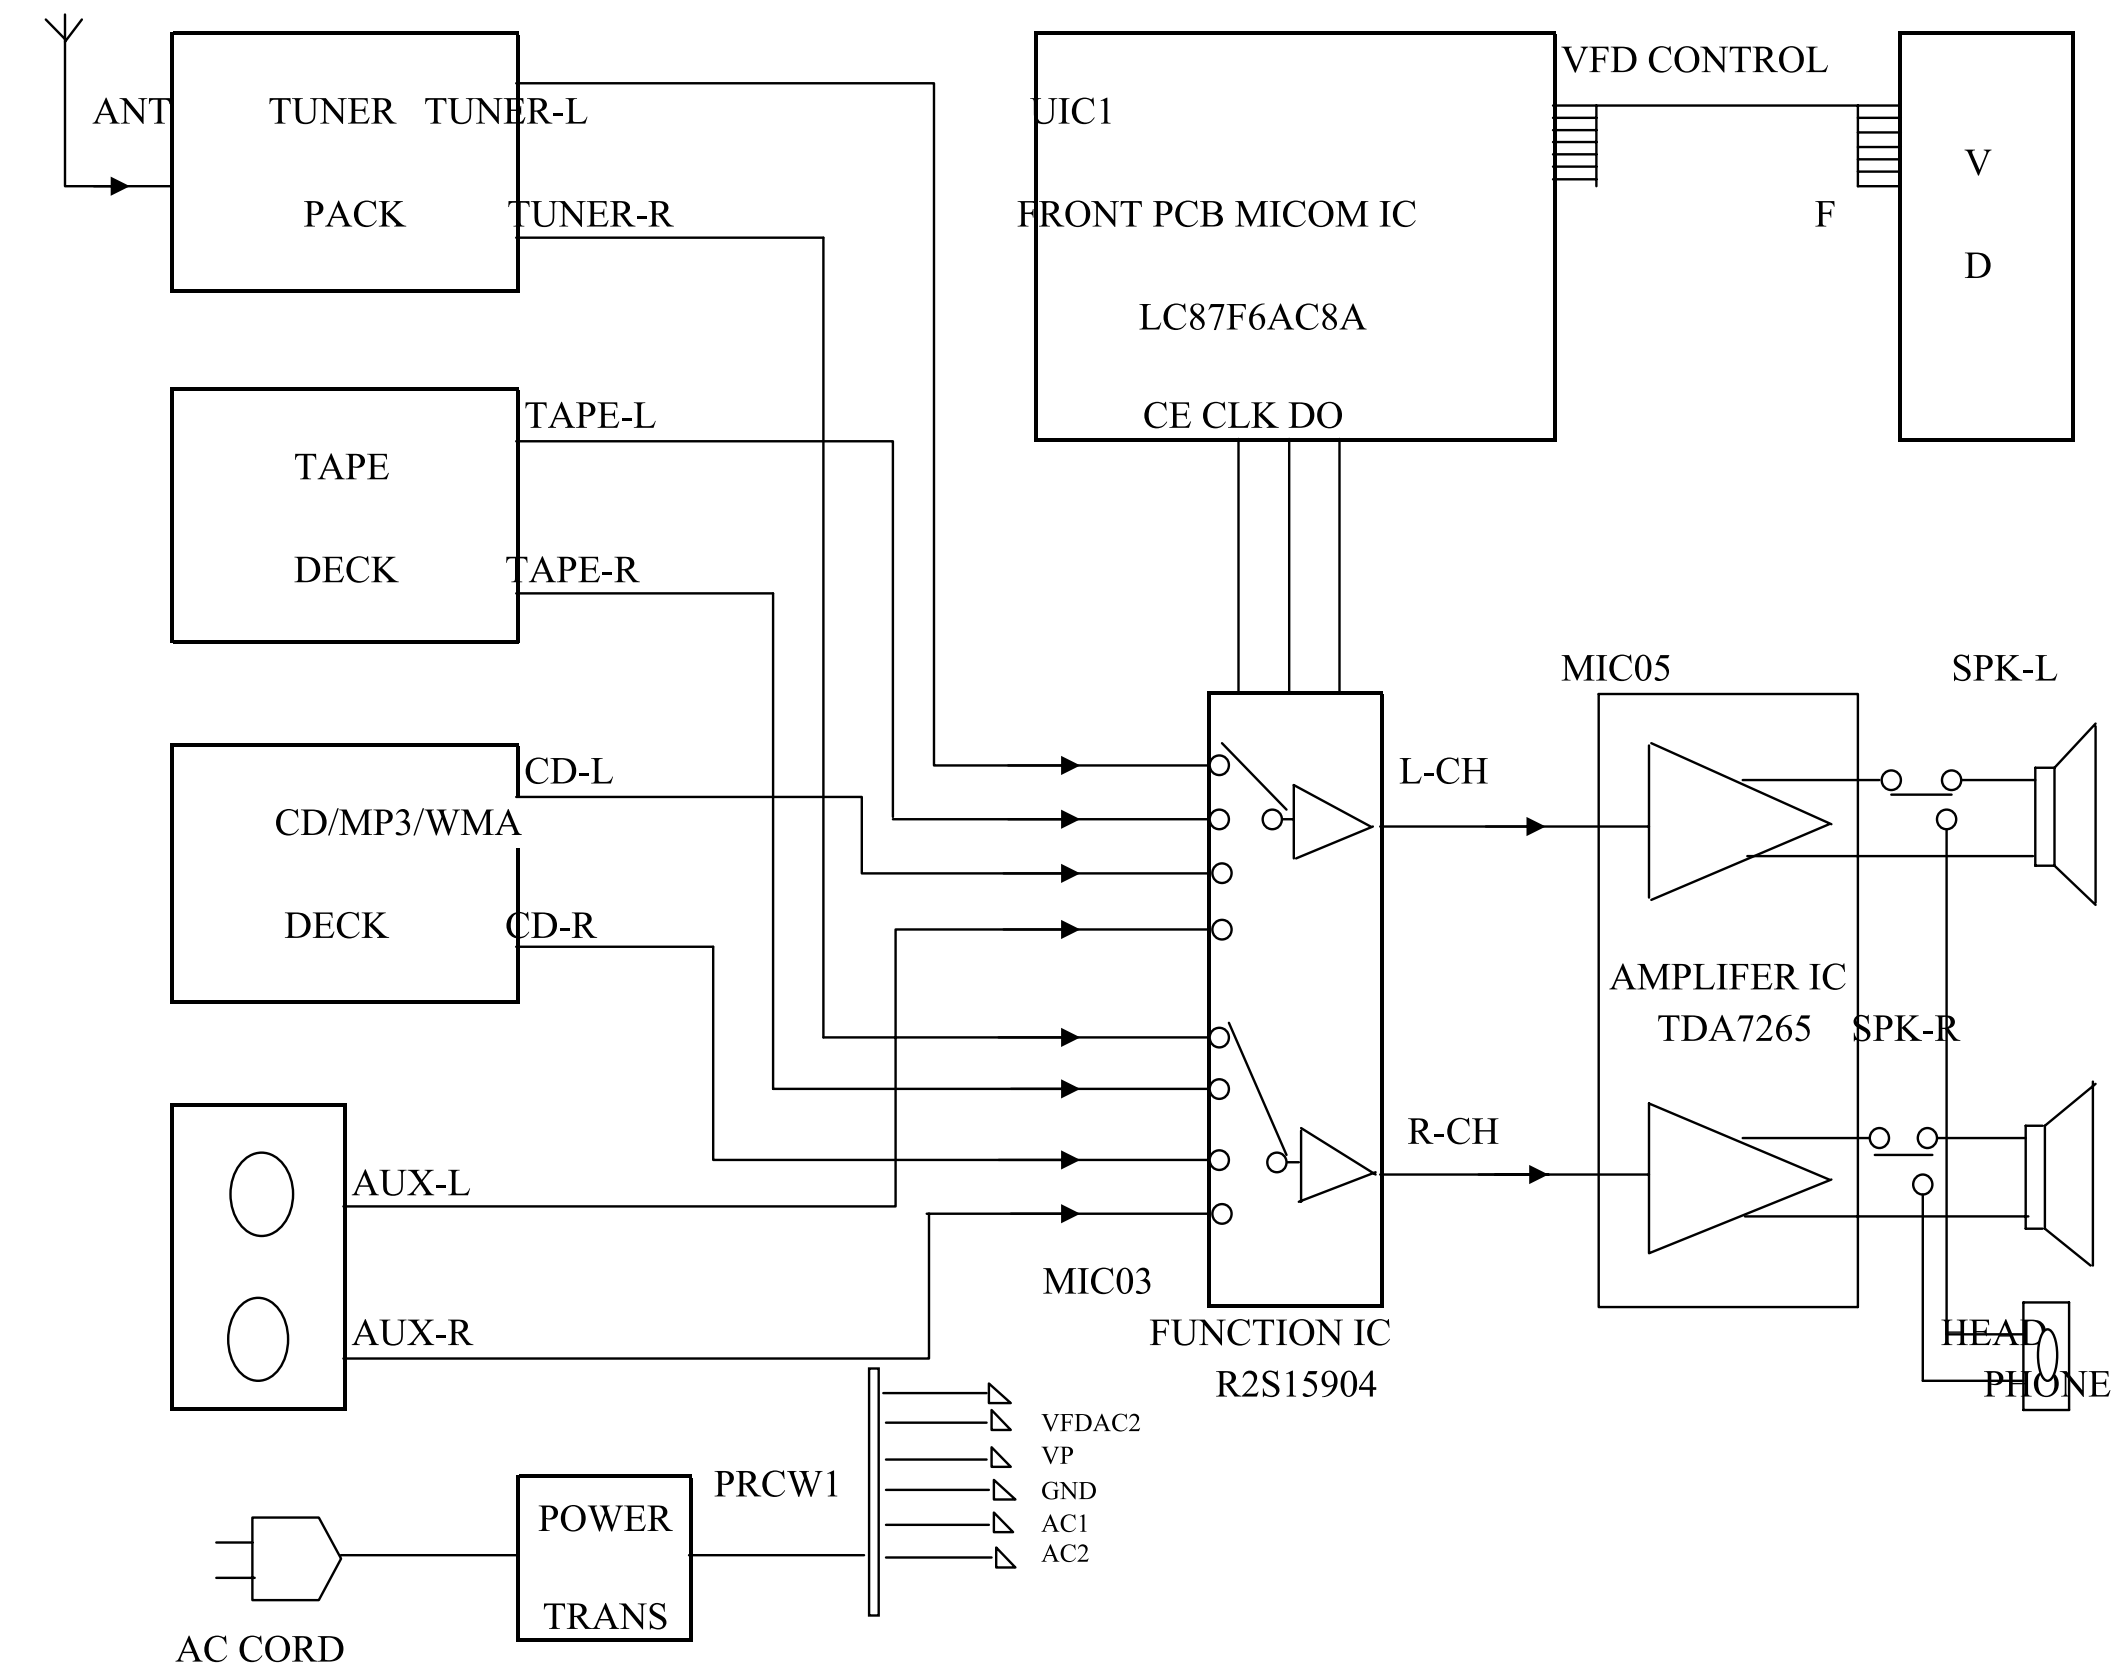 ANT
TUNER
TUNER-L
PACK
TUNER-R
UIC1
FRONT PCB MICOM IC
LC87F6AC8A
CE CLK DO
VFD CONTROL
V
F
D
TAPE
DECK
TAPE-L
TAPE-R
CD/MP3/WMA
DECK
CD-L
CD-R
AUX-L
AUX-R
MIC03
FUNCTION IC
R2S15904
L-CH
R-CH
MIC05
AMPLIFER IC
TDA7265
SPK-L
SPK-R
HEAD
PHONE
AC CORD
POWER
TRANS
PRCW1
VFDAC2
VP
GND
AC1
AC2